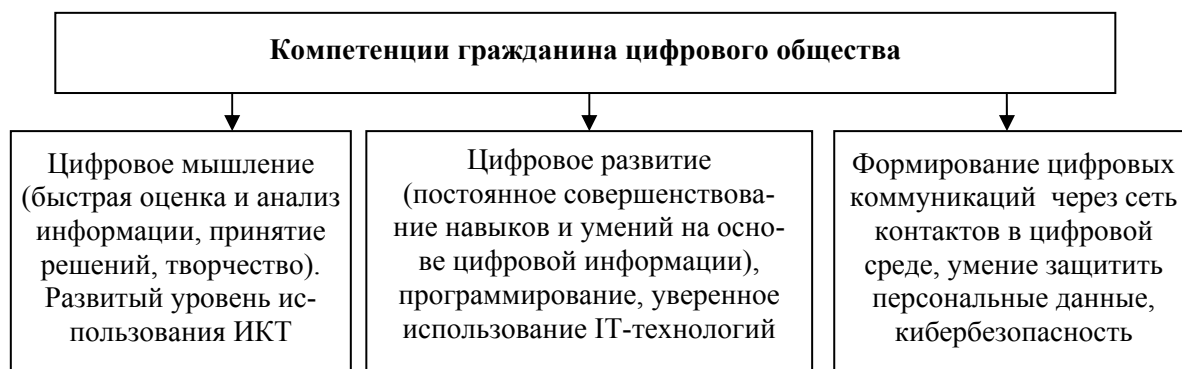 Компетенции гражданина цифрового общества
Цифровое мышление
(быстрая оценка и анализ
информации, принятие
решений, творчество).
Развитый уровень ис-
пользования ИКТ
Цифровое развитие
(постоянное совершенствова-
ние навыков и умений на осно-
ве цифровой информации),
программирование, уверенное
использование IT-технологий
Формирование цифровых
коммуникаций через сеть
контактов в цифровой
среде, умение защитить
персональные данные,
кибербезопасность